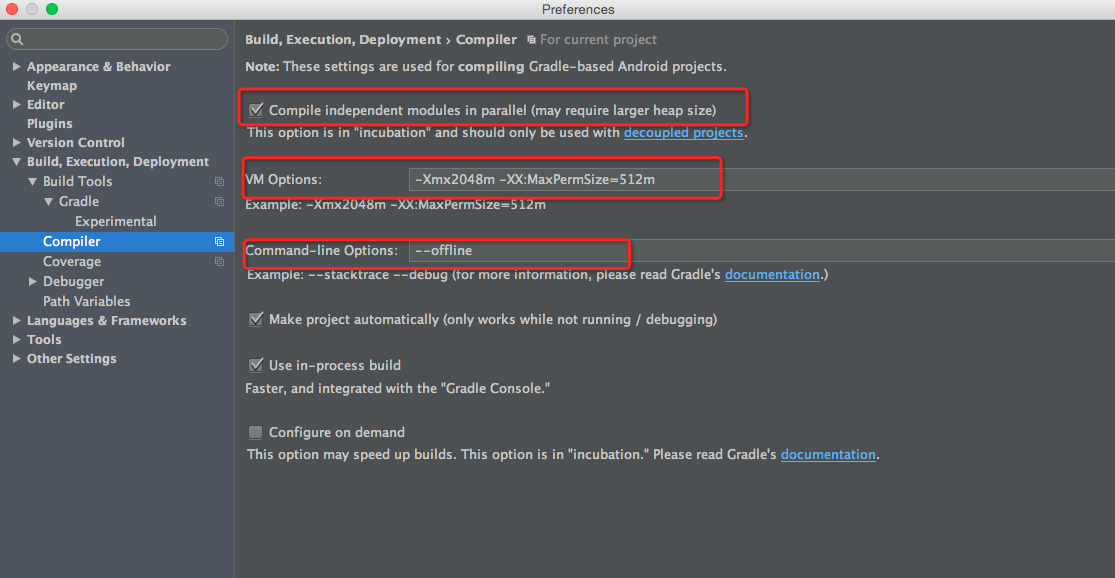 Preferences
Appearance & Behavior
Keymap
Editor
Plugins
Version Control
Build, Execution, Deployment
Build Tools
Gradle
Experimental
Compiler
Coverage
Debugger
Path Variables
Languages & Frameworks
Tools
Other Settings
Build, Execution, Deployment › Compiler For current project
Note: These settings are used for compiling Gradle-based Android projects.
Compile independent modules in parallel (may require larger heap size)
This option is in "incubation" and should only be used with decoupled projects.
VM Options: -Xmx2048m -XX:MaxPermSize=512m
Example: -Xmx2048m -XX:MaxPermSize=512m
Command-line Options: --offline
Example: --stacktrace --debug (for more information, please read Gradle's documentation.)
Make project automatically (only works while not running / debugging)
Use in-process build
Faster, and integrated with the "Gradle Console."
Configure on demand
This option may speed up builds. This option is in "incubation." Please read Gradle's documentation.